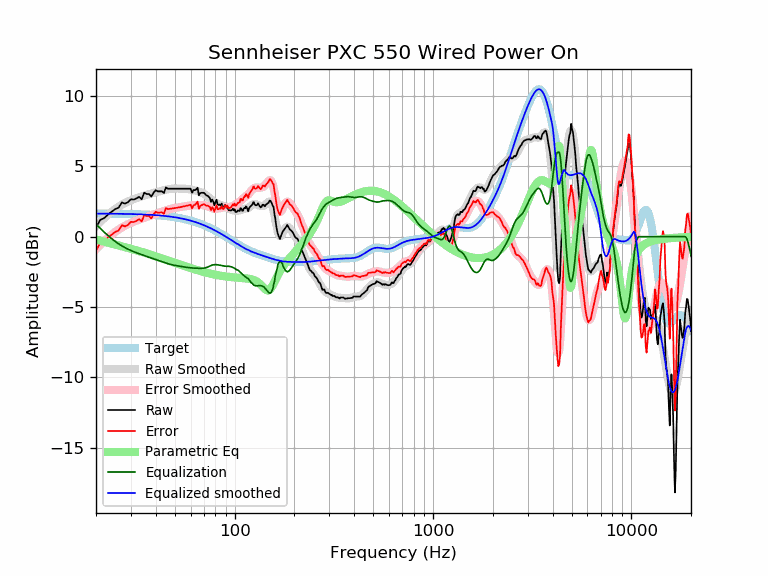 Sennheiser PXC 550 Wired Power On
Amplitude (dBr)
10
5
0
−5
−10
−15
Target
Raw Smoothed
Error Smoothed
Raw
Error
Parametric Eq
Equalization
Equalized smoothed
100
1000
10000
Frequency (Hz)